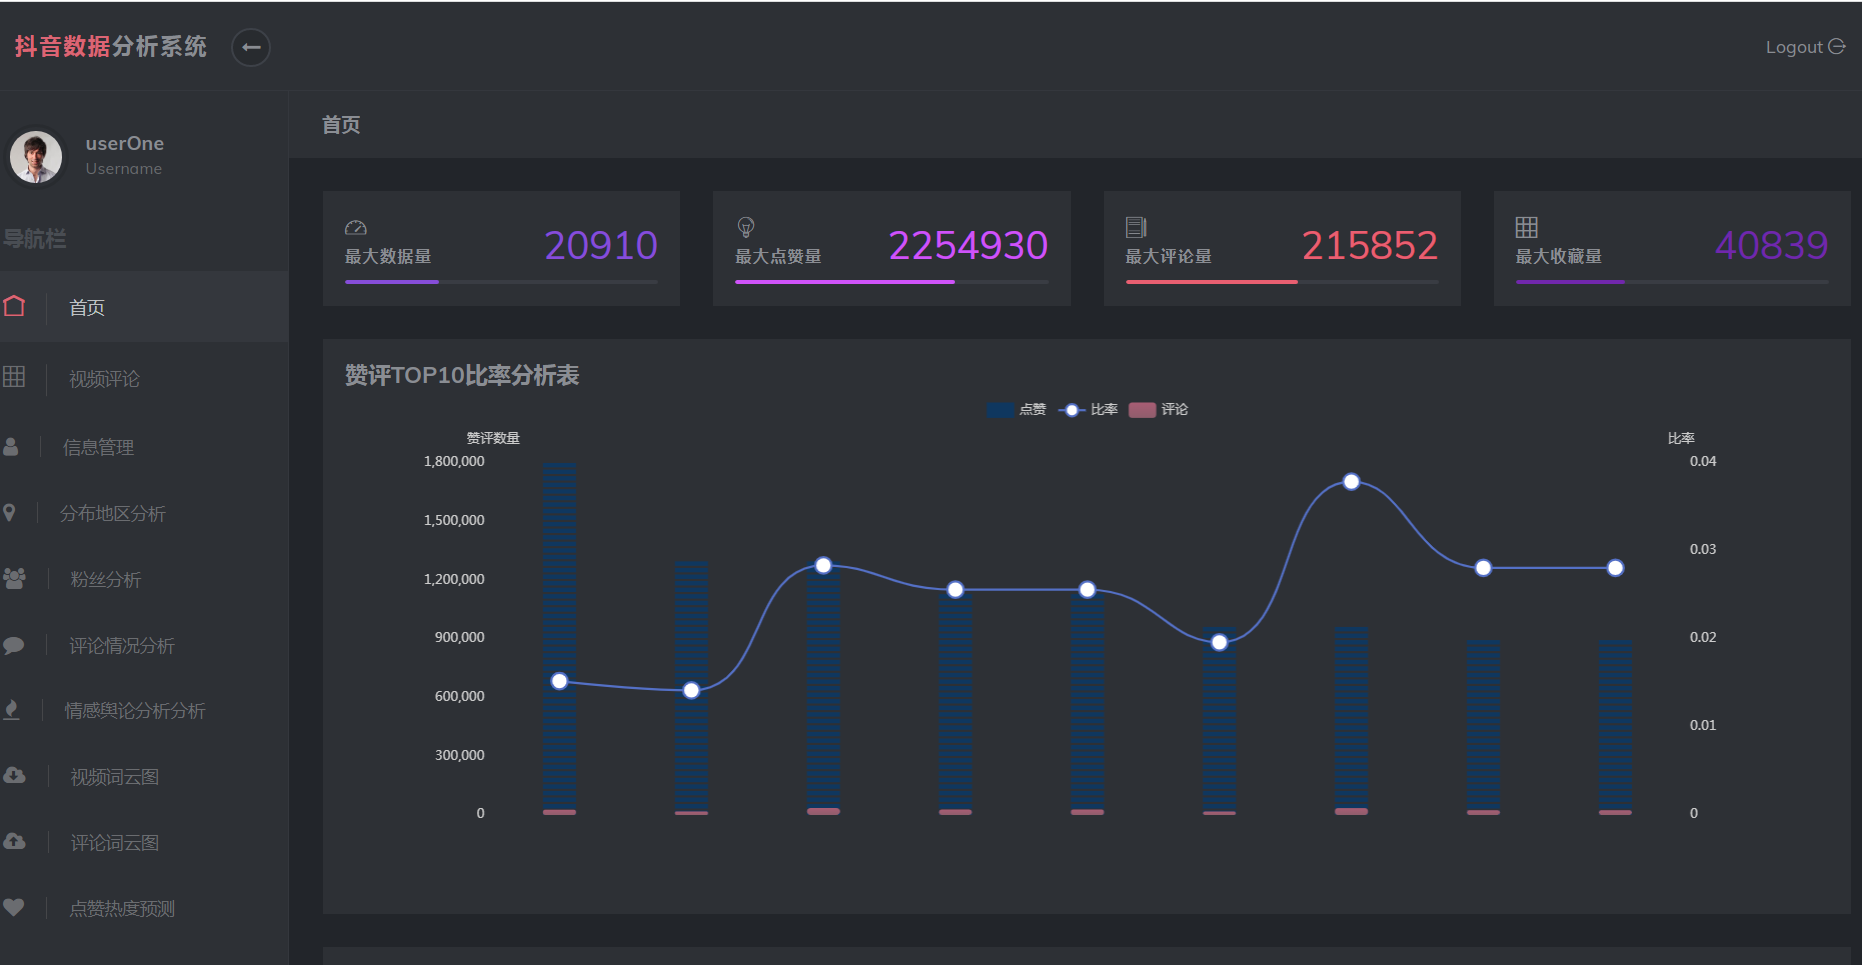 抖音数据分析系统
Logout
userOne
Username
导航栏
首页
视频评论
信息管理
分布地区分析
粉丝分析
评论情况分析
情感舆论分析分析
视频词云图
评论词云图
点赞热度预测
首页
最大数据量
20910
最大点赞量
2254930
最大评论量
215852
最大收藏量
40839
赞评TOP10比率分析表
点赞 比率 评论
赞评数量
1,800,000
1,500,000
1,200,000
900,000
600,000
300,000
0
比率
0.04
0.03
0.02
0.01
0